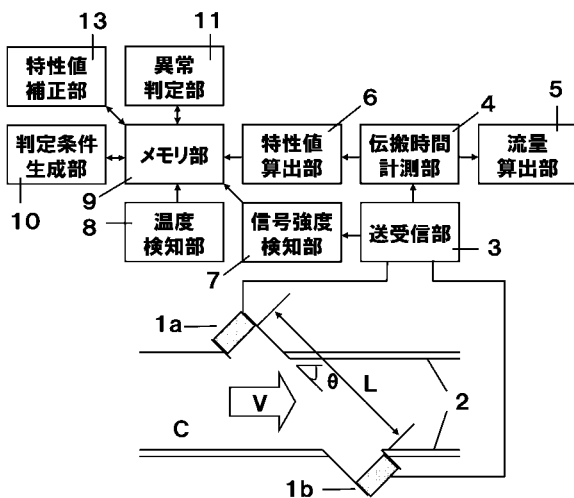 13
11
特性値
補正部
異常
判定部
6
4
5
判定条件
生成部
メモリ部
特性値
算出部
伝搬時間
計測部
流量
算出部
10
9
8
温度
検知部
信号強度
検知部
7
送受信部
3
1a
θ
L
V
2
C
1b